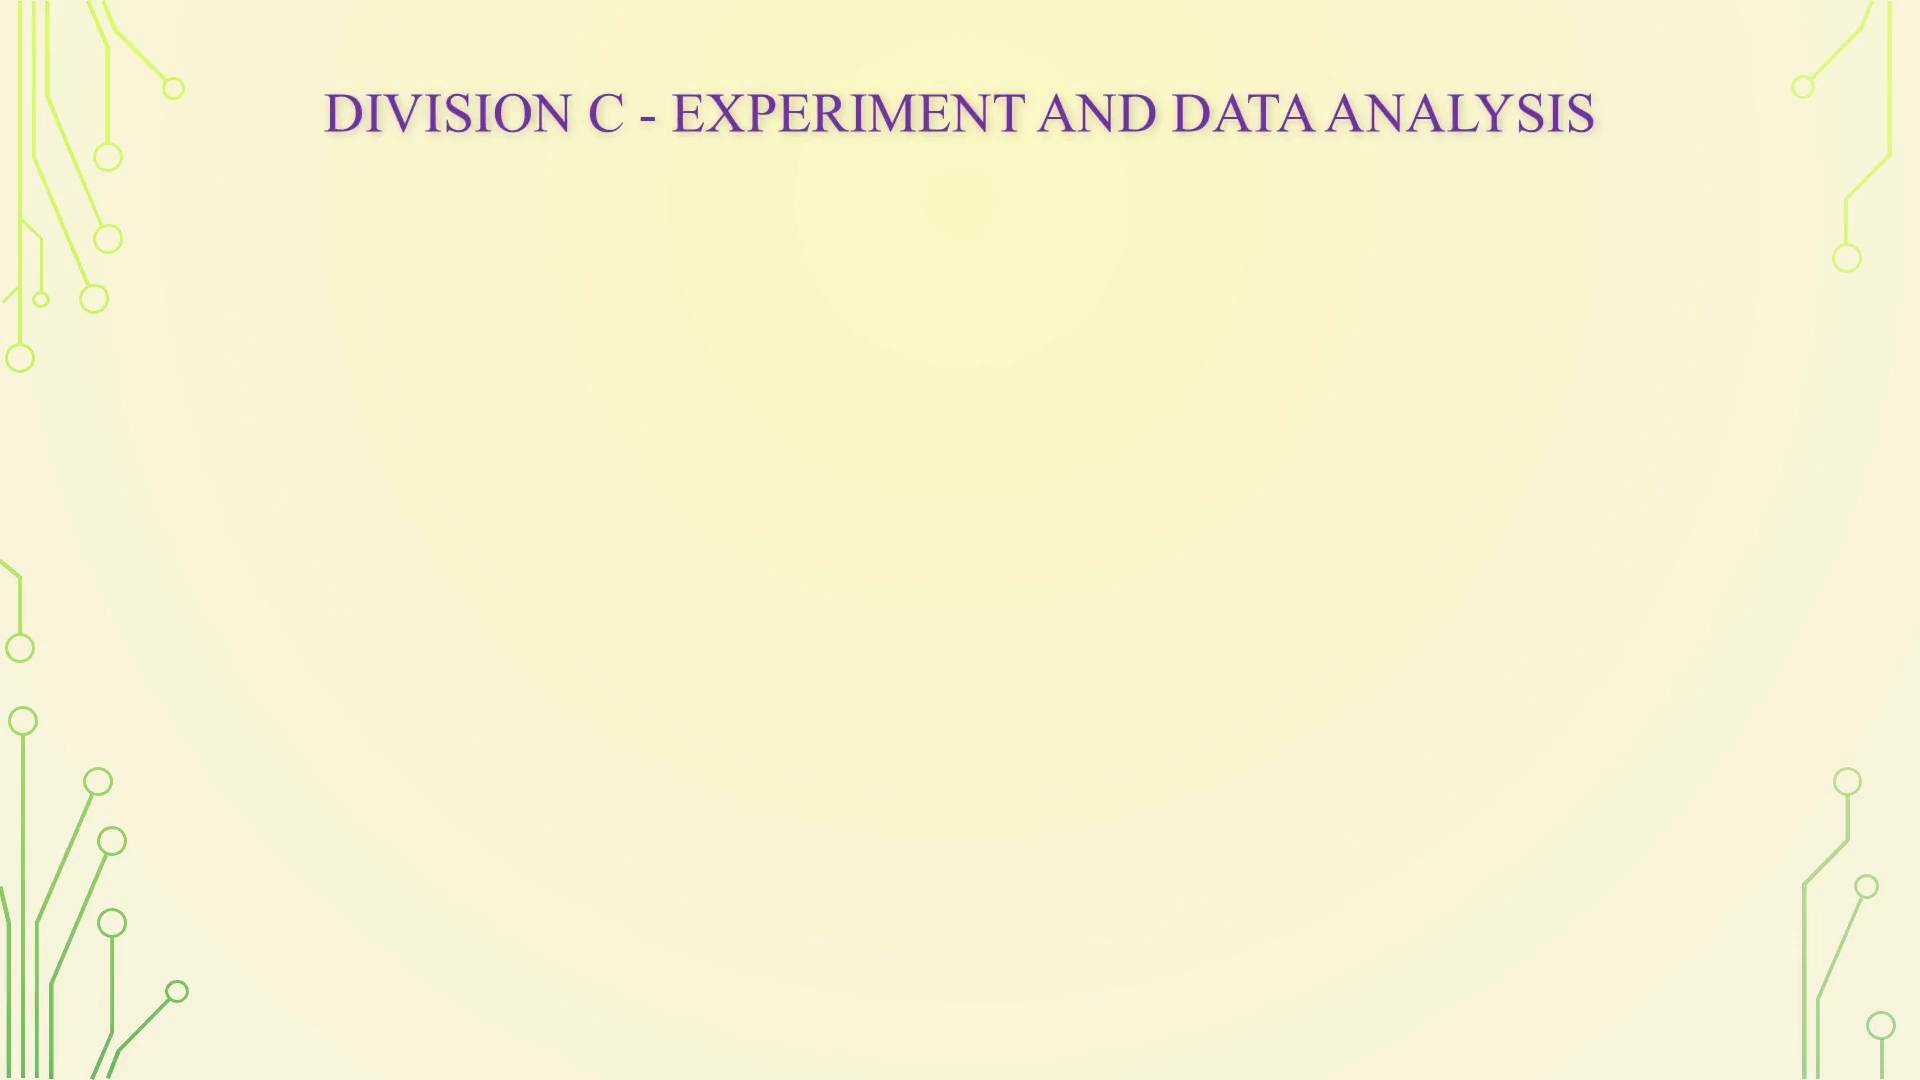 DIVISION C - EXPERIMENT AND DATA ANALYSIS